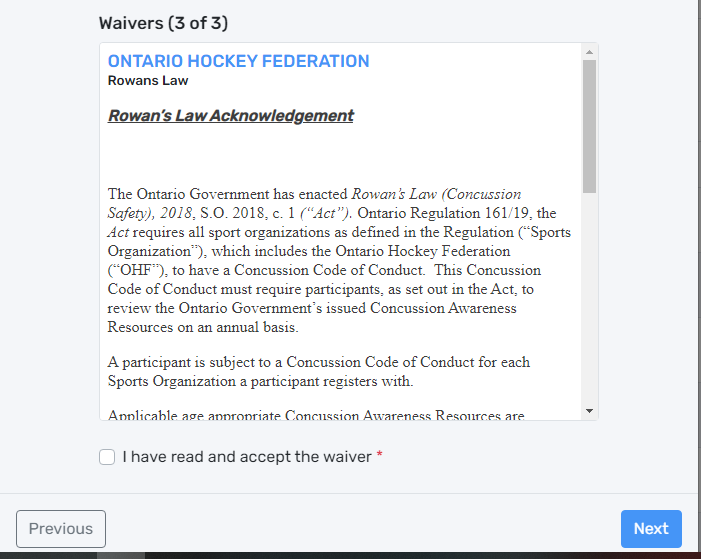 Waivers (3 of 3)
ONTARIO HOCKEY FEDERATION
Rowans Law
Rowan's Law Acknowledgement
The Ontario Government has enacted Rowan's Law (Concussion
Safety), 2018, S.O. 2018, c. 1 ("Act"). Ontario Regulation 161/19, the
Act requires all sport organizations as defined in the Regulation ("Sports
Organization"), which includes the Ontario Hockey Federation
("OHF"), to have a Concussion Code of Conduct.  This Concussion
Code of Conduct must require participants, as set out in the Act, to
review the Ontario Government's issued Concussion Awareness
Resources on an annual basis.
A participant is subject to a Concussion Code of Conduct for each
Sports Organization a participant registers with.
Applicable age appropriate Concussion Awareness Resources are
I have read and accept the waiver *
Previous
Next